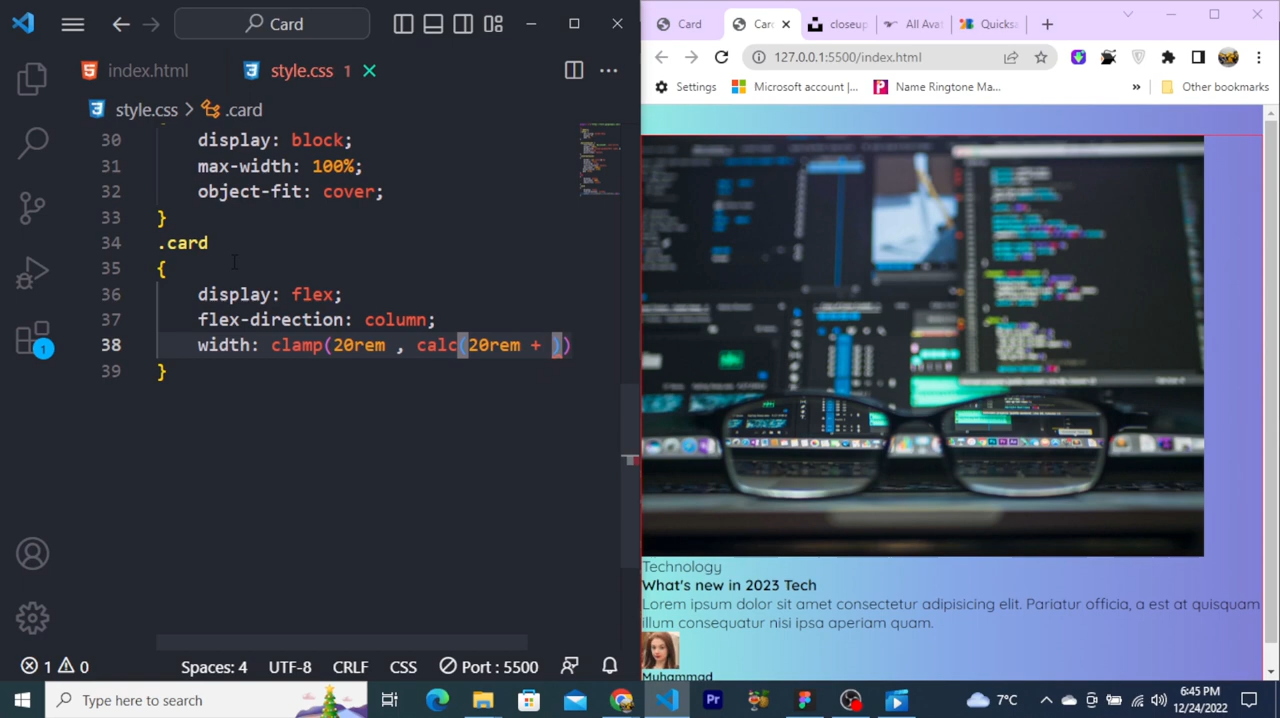 Card
Card
Car
closeup
All Avat
Quicksa
index.html
style.css 1
127.0.0.1:5500/index.html
Settings
Microsoft account |...
Name Ringtone Ma...
»
Other bookmarks
style.css > .card
30 display: block;
31 max-width: 100%;
32 object-fit: cover;
33 }
34 .card
35 {
36 display: flex;
37 flex-direction: column;
38 width: clamp(20rem , calc(20rem + ))
39 }
Technology
What's new in 2023 Tech
Lorem ipsum dolor sit amet consectetur adipisicing elit. Pariatur officia, a est at quisquam
illum consequatur nisi ipsa aperiam quam.
Muhammad
1
1 0
Spaces: 4
UTF-8
CRLF
CSS
Port : 5500
Type here to search
Pr
7°C
6:45 PM
12/24/2022